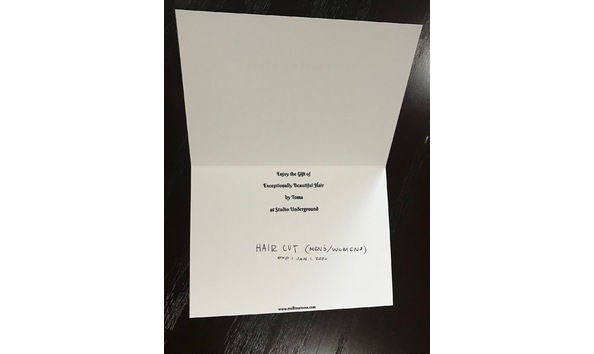 Enjoy the Gift of
Exceptionally Beautiful Hair
by Toma
at Studio Underground
HAIR CUT (MEN'S/WOMENS)
EXP: JAN 1, 2020